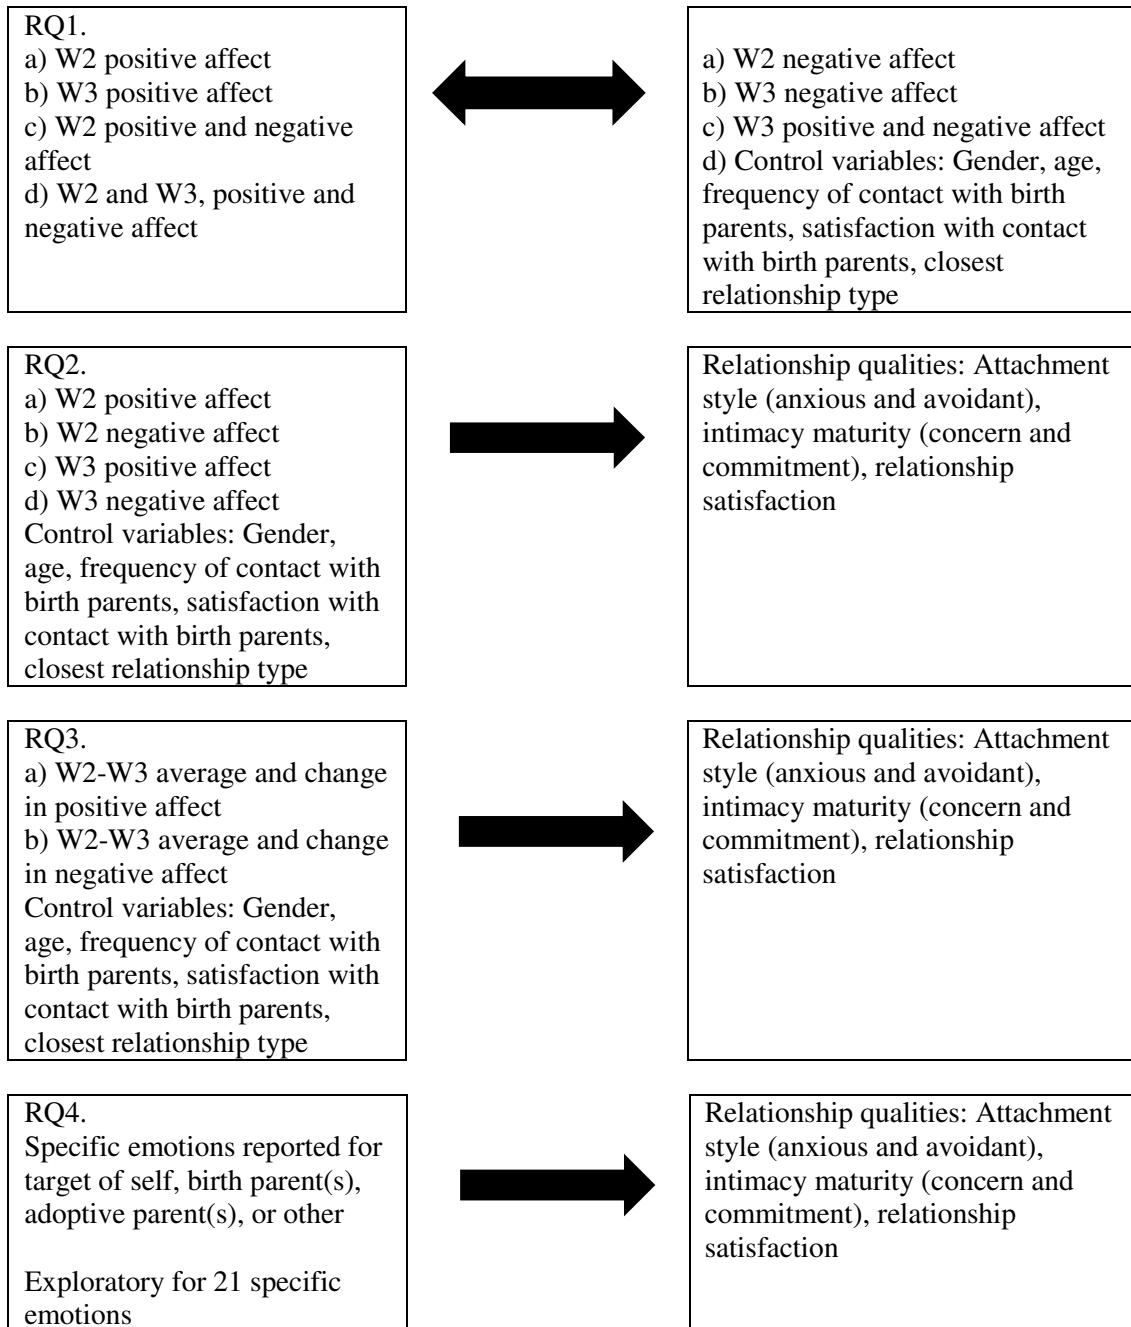 RQ1.
a) W2 positive affect
b) W3 positive affect
c) W2 positive and negative
affect
d) W2 and W3, positive and
negative affect
a) W2 negative affect
b) W3 negative affect
c) W3 positive and negative affect
d) Control variables: Gender, age,
frequency of contact with birth
parents, satisfaction with contact
with birth parents, closest
relationship type
RQ2.
a) W2 positive affect
b) W2 negative affect
c) W3 positive affect
d) W3 negative affect
Control variables: Gender,
age, frequency of contact with
birth parents, satisfaction with
contact with birth parents,
closest relationship type
Relationship qualities: Attachment
style (anxious and avoidant),
intimacy maturity (concern and
commitment), relationship
satisfaction
RQ3.
a) W2-W3 average and change
in positive affect
b) W2-W3 average and change
in negative affect
Control variables: Gender,
age, frequency of contact with
birth parents, satisfaction with
contact with birth parents,
closest relationship type
Relationship qualities: Attachment
style (anxious and avoidant),
intimacy maturity (concern and
commitment), relationship
satisfaction
RQ4.
Specific emotions reported for
target of self, birth parent(s),
adoptive parent(s), or other
Exploratory for 21 specific
emotions
Relationship qualities: Attachment
style (anxious and avoidant),
intimacy maturity (concern and
commitment), relationship
satisfaction